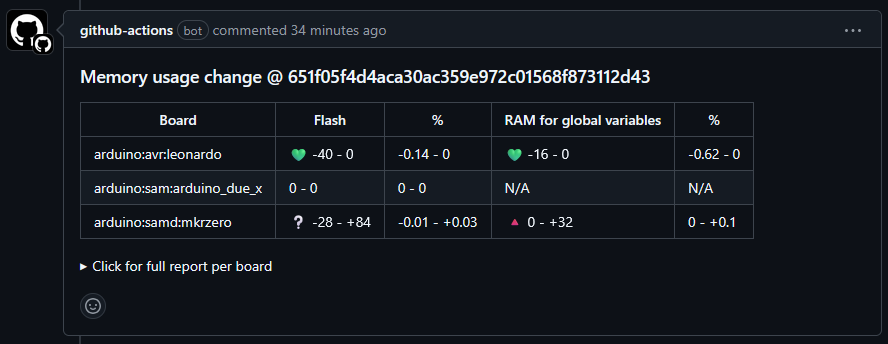 github-actions bot commented 34 minutes ago
Memory usage change @ 651f05f4d4aca30ac359e972c01568f873112d43
Board Flash % RAM for global variables %
arduino:avr:leonardo 💚 -40 - 0 -0.14 - 0 💚 -16 - 0 -0.62 - 0
arduino:sam:arduino_due_x 0 - 0 0 - 0 N/A N/A
arduino:samd:mkrzero ❔ -28 - +84 -0.01 - +0.03 🔺 0 - +32 0 - +0.1
Click for full report per board